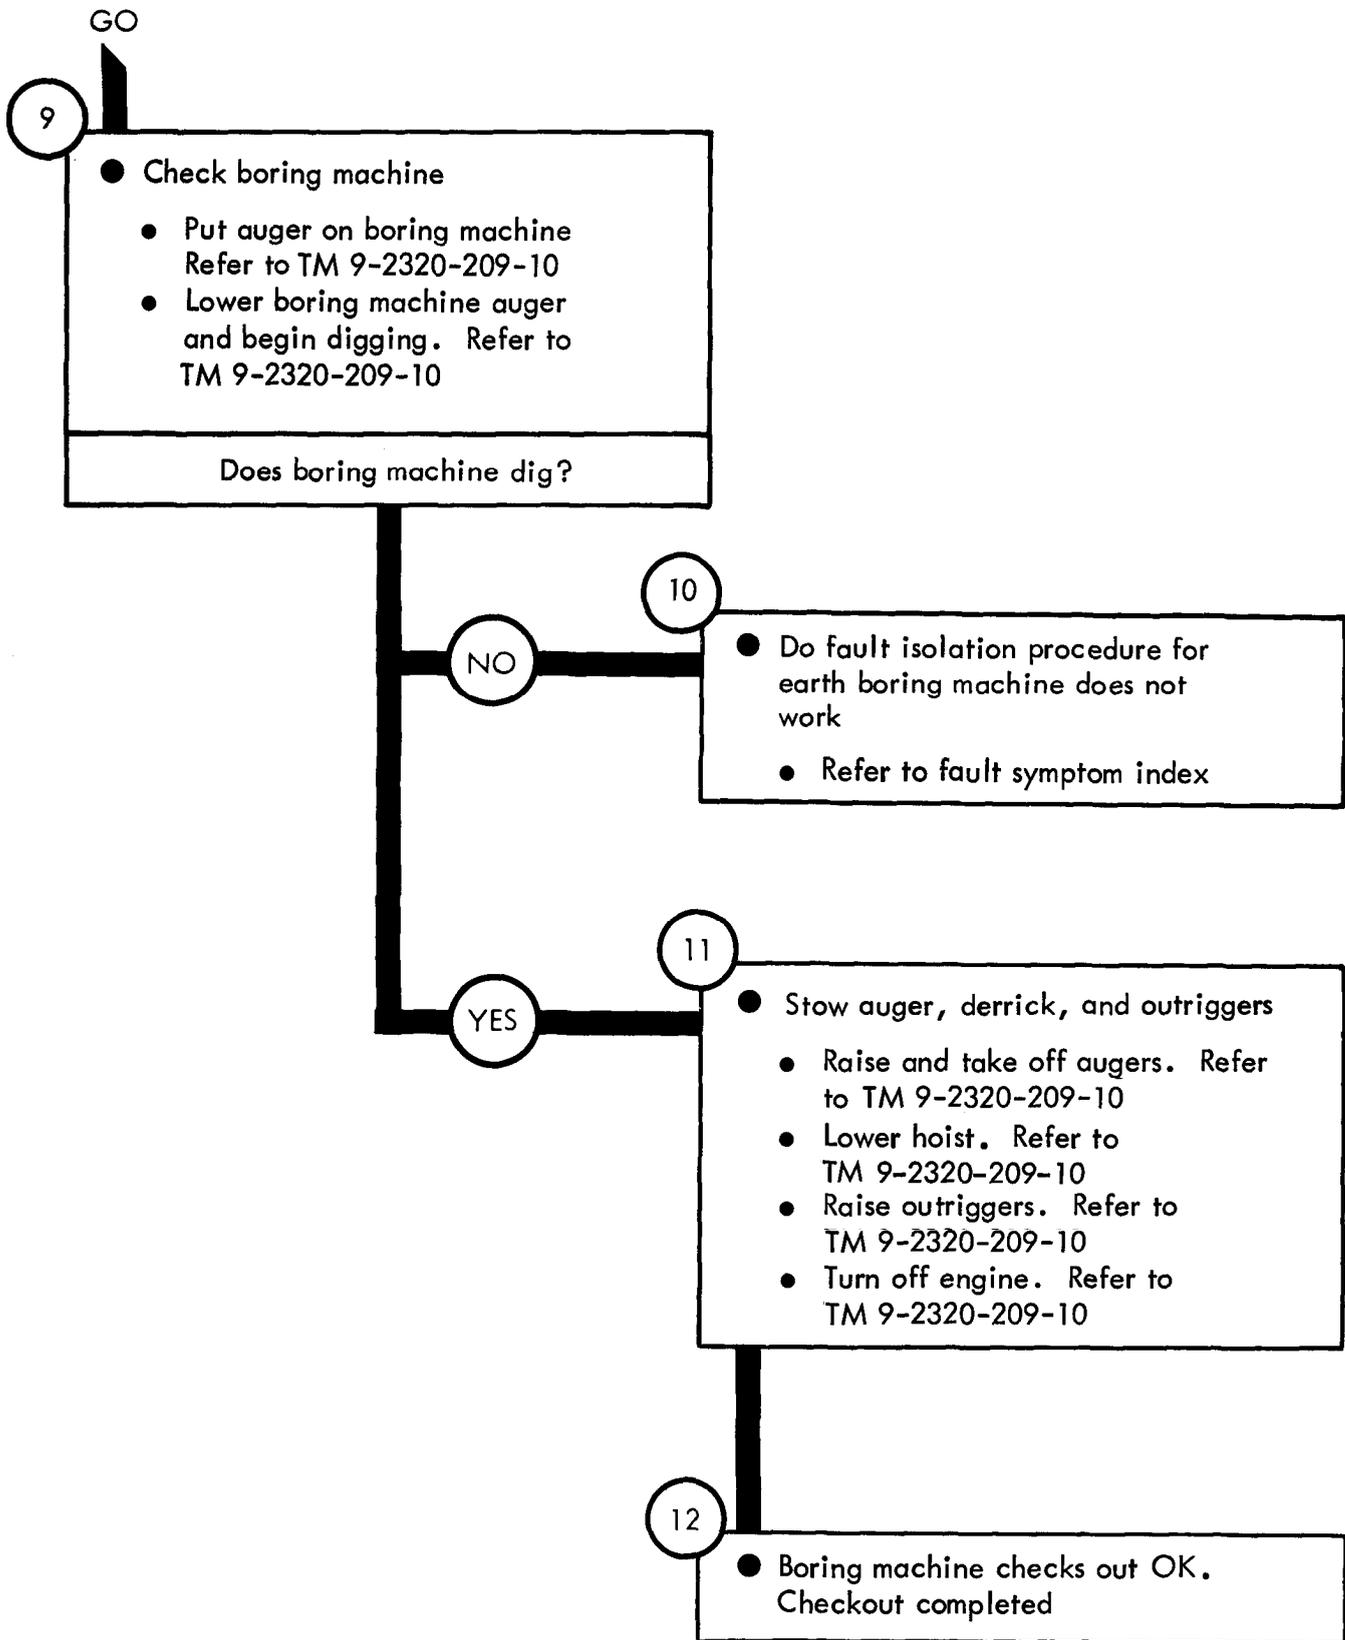 GO
9
● Check boring machine
● Put auger on boring machine
Refer to TM 9-2320-209-10
● Lower boring machine auger
and begin digging. Refer to
TM 9-2320-209-10
Does boring machine dig?
NO
10
● Do fault isolation procedure for
earth boring machine does not
work
● Refer to fault symptom index
YES
11
● Stow auger, derrick, and outriggers
● Raise and take off augers. Refer
to TM 9-2320-209-10
● Lower hoist. Refer to
TM 9-2320-209-10
● Raise outriggers. Refer to
TM 9-2320-209-10
● Turn off engine. Refer to
TM 9-2320-209-10
12
● Boring machine checks out OK.
Checkout completed